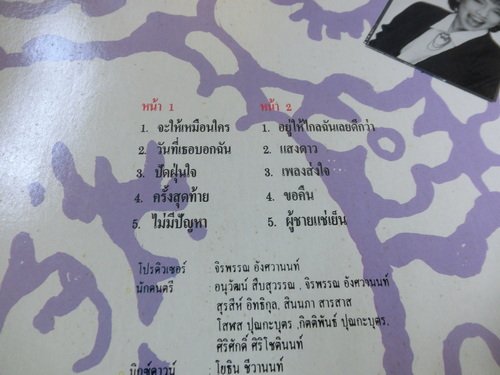 หน้า 1
1. จะให้เหมือนใคร
2. วันที่เธอบอกฉัน
3. ปัดฝุ่นใจ
4. ครั้งสุดท้าย
5. ไม่มีปัญหา
หน้า 2
1. อยู่ให้ไกลฉันเลยดีกว่า
2. แสงดาว
3. เพลงส่งใจ
4. ขอคืน
5. ผู้ชายแช่เย็น
โปรดิวเซอร์ จิรพรรณ อังศวานนท์
นักดนตรี อนุวัฒน์ สืบสุวรรณ , จิรพรรณ อังศวานนท์
สุรสีห์ อิทธิกุล, สินนภา สารสาส
โสฬส ปุณกะบุตร ,กิตติพันธ์ ปุณกะบุตร,
ศิริศักดิ์ ศิริโชตินนท์
มิกซ์ดาวน์ โยธิน ชีวานนท์